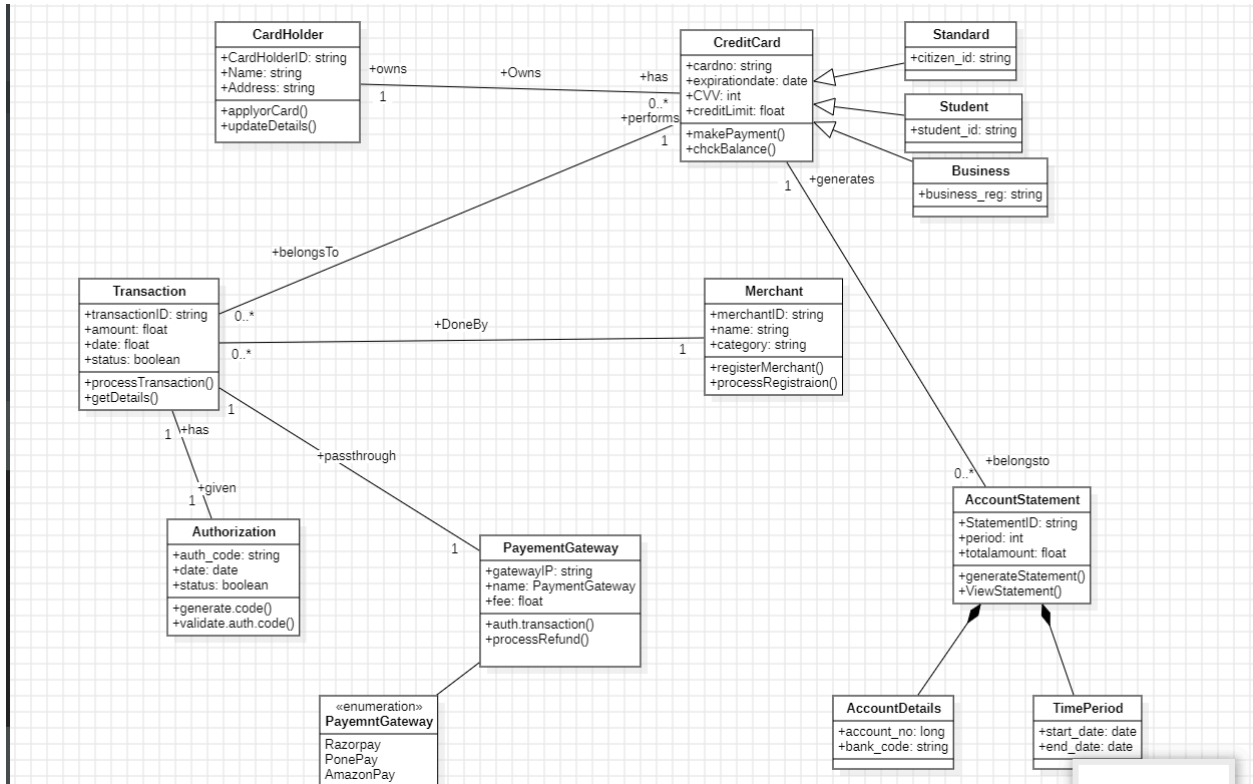 CardHolder
+CardHolderID: string
+Name: string
+Address: string
+applyorCard()
+updateDetails()
+owns
1
+Owns
+has
0..*
CreditCard
+cardno: string
+expirationdate: date
+CVV: int
+creditLimit: float
+makePayment()
+chckBalance()
Standard
+citizen_id: string
Student
+student_id: string
Business
+business_reg: string
+performs
1
+belongsTo
0..*
1
+generates
Transaction
+transactionID: string
+amount: float
+date: float
+status: boolean
+processTransaction()
+getDetails()
+DoneBy
0..*
1
Merchant
+merchantID: string
+name: string
+category: string
+registerMerchant()
+processRegistraion()
1
+has
+given
1
1
+passthrough
1
+belongsto
0..*
Authorization
+auth_code: string
+date: date
+status: boolean
+generate.code()
+validate.auth.code()
PayementGateway
+gatewayIP: string
+name: PaymentGateway
+fee: float
+auth.transaction()
+processRefund()
AccountStatement
+StatementID: string
+period: int
+totalamount: float
+generateStatement()
+ViewStatement()
«enumeration»
PayemntGateway
Razorpay
PonePay
AmazonPay
AccountDetails
+account_no: long
+bank_code: string
TimePeriod
+start_date: date
+end_date: date